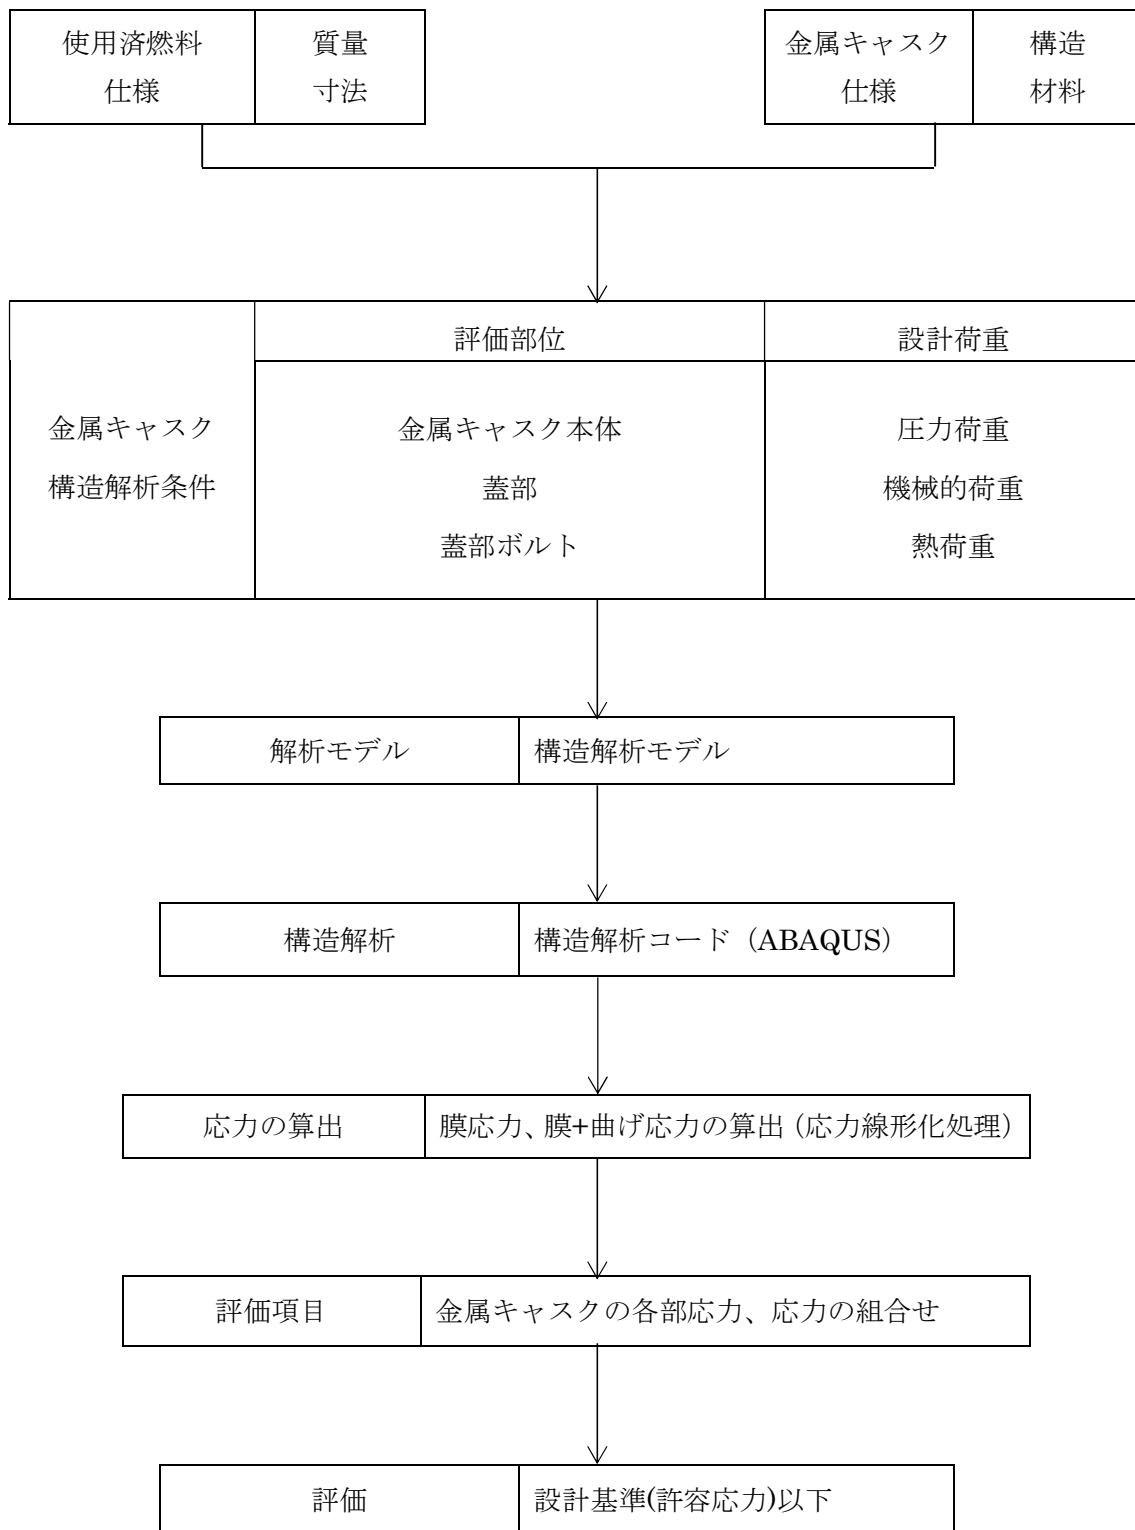 使用済燃料
仕様
質量
寸法
金属キャスク
仕様
構造
材料
評価部位
設計荷重
金属キャスク
構造解析条件
金属キャスク本体
蓋部
蓋部ボルト
圧力荷重
機械的荷重
熱荷重
解析モデル
構造解析モデル
構造解析
構造解析コード（ABAQUS）
応力の算出
膜応力、膜+曲げ応力の算出（応力線形化処理）
評価項目
金属キャスクの各部応力、応力の組合せ
評価
設計基準(許容応力)以下